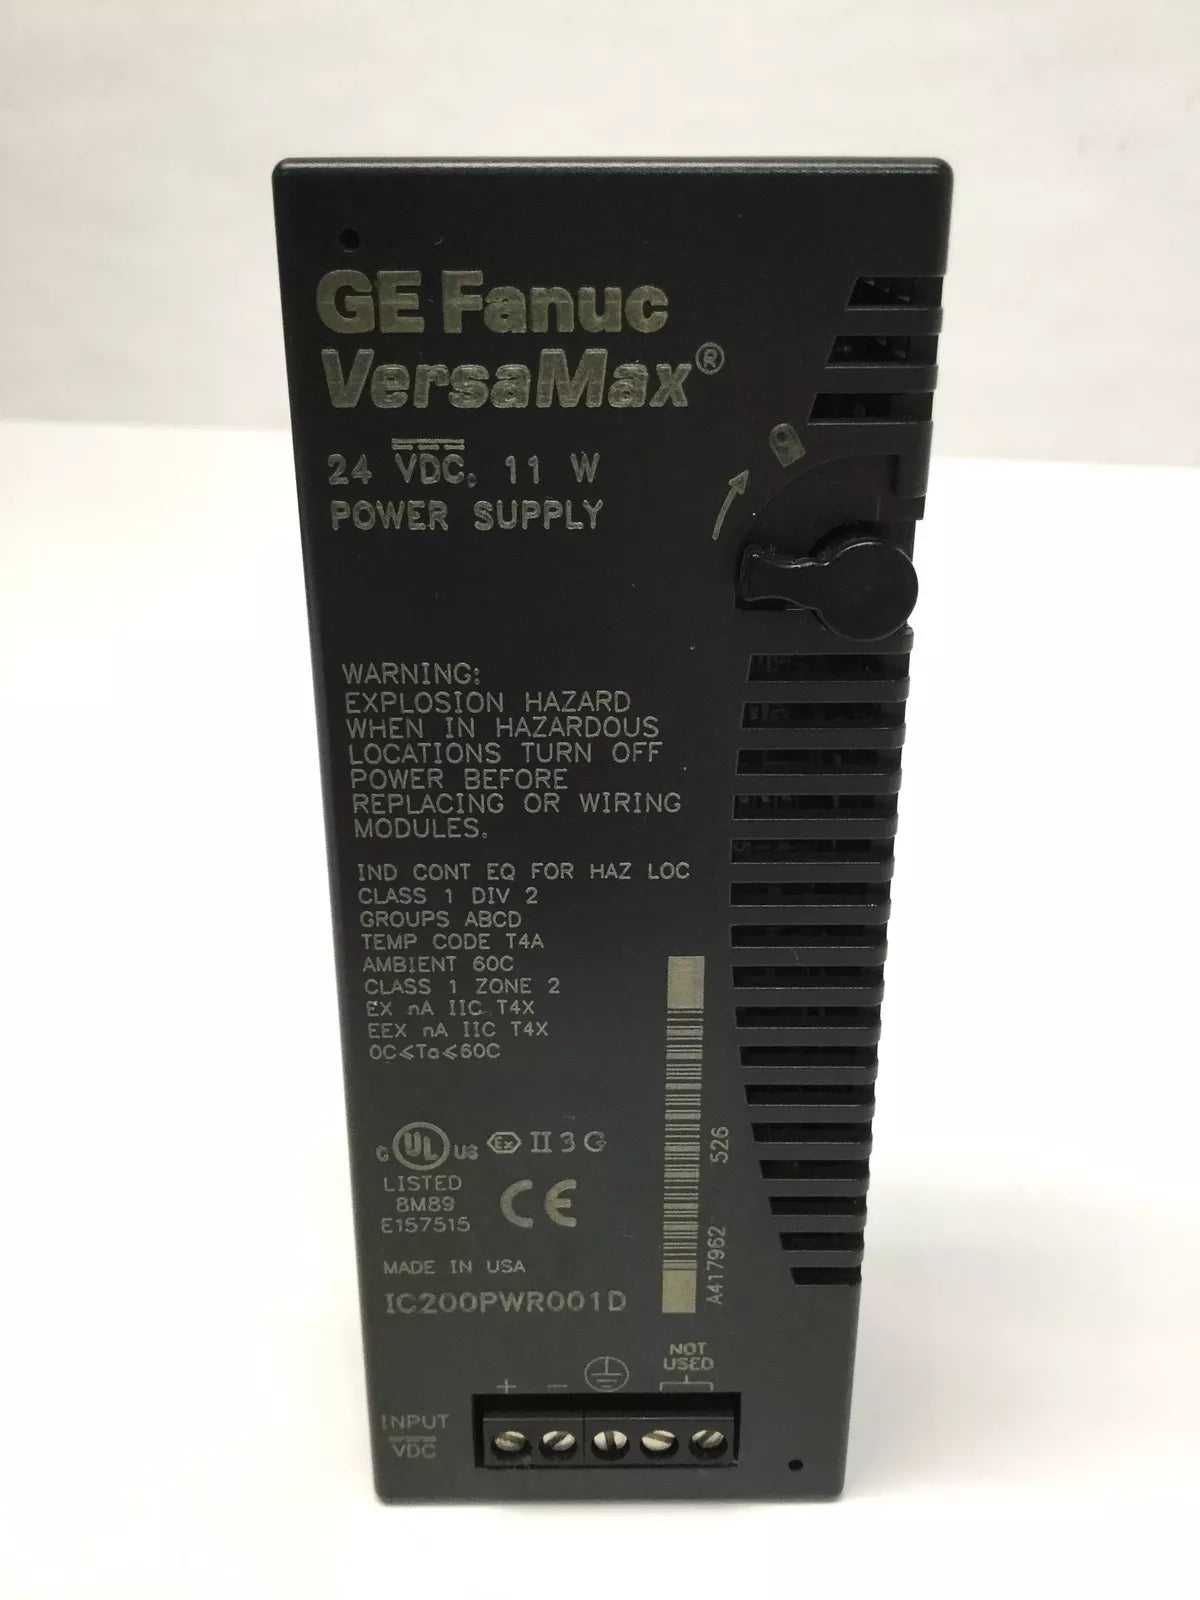 GE Fanuc
VersaMax®
24 VDC, 11 W
POWER SUPPLY
WARNING:
EXPLOSION HAZARD
WHEN IN HAZARDOUS
LOCATIONS TURN OFF
POWER BEFORE
REPLACING OR WIRING
MODULES.
IND CONT EQ FOR HAZ LOC
CLASS 1 DIV 2
GROUPS ABCD
TEMP CODE T4A
AMBIENT 60C
CLASS 1 ZONE 2
EX nA IIC T4X
EEX nA IIC T4X
0C≤Ta≤60C
C UL US Ex II 3 G
LISTED
8M89
E157515
CE
MADE IN USA
IC200PWR001D
A417962 526
NOT
USED
+ −
INPUT
VDC